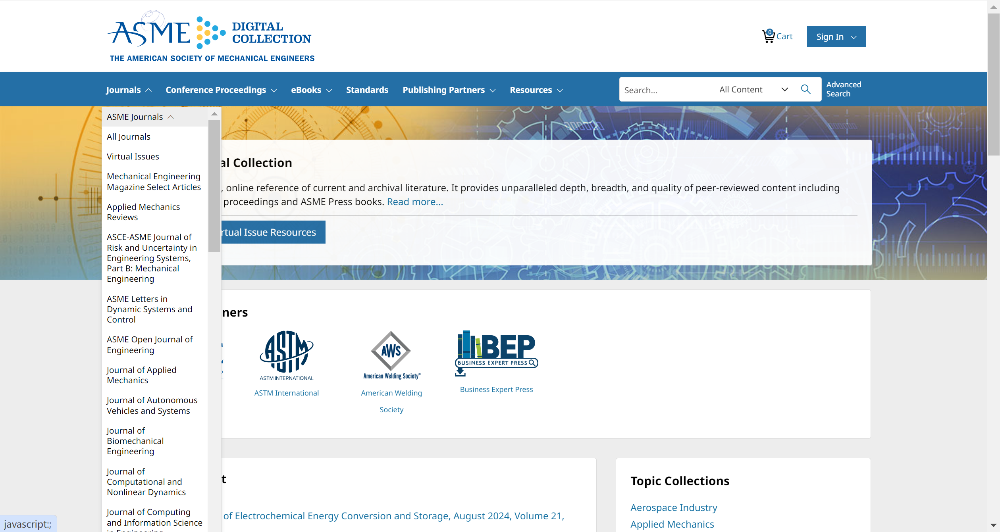 ASME DIGITAL COLLECTION
THE AMERICAN SOCIETY OF MECHANICAL ENGINEERS
0 Cart
Sign In
Journals
Conference Proceedings
eBooks
Standards
Publishing Partners
Resources
Search...
All Content
Advanced
Search
ASME Journals
All Journals
Virtual Issues
Mechanical Engineering
Magazine Select Articles
Applied Mechanics
Reviews
ASCE-ASME Journal of
Risk and Uncertainty in
Engineering Systems,
Part B: Mechanical
Engineering
ASME Letters in
Dynamic Systems and
Control
ASME Open Journal of
Engineering
Journal of Applied
Mechanics
Journal of Autonomous
Vehicles and Systems
Journal of
Biomechanical
Engineering
Journal of
Computational and
Nonlinear Dynamics
Journal of Computing
and Information Science
al Collection
, online reference of current and archival literature. It provides unparalleled depth, breadth, and quality of peer-reviewed content including
proceedings and ASME Press books. Read more...
rtual Issue Resources
ners
ASTM
ASTM INTERNATIONAL
ASTM International
AWS
American Welding Society®
American Welding
Society
BEP
BUSINESS EXPERT PRESS
Business Expert Press
t
of Electrochemical Energy Conversion and Storage, August 2024, Volume 21,
Topic Collections
Aerospace Industry
Applied Mechanics
javascript:;